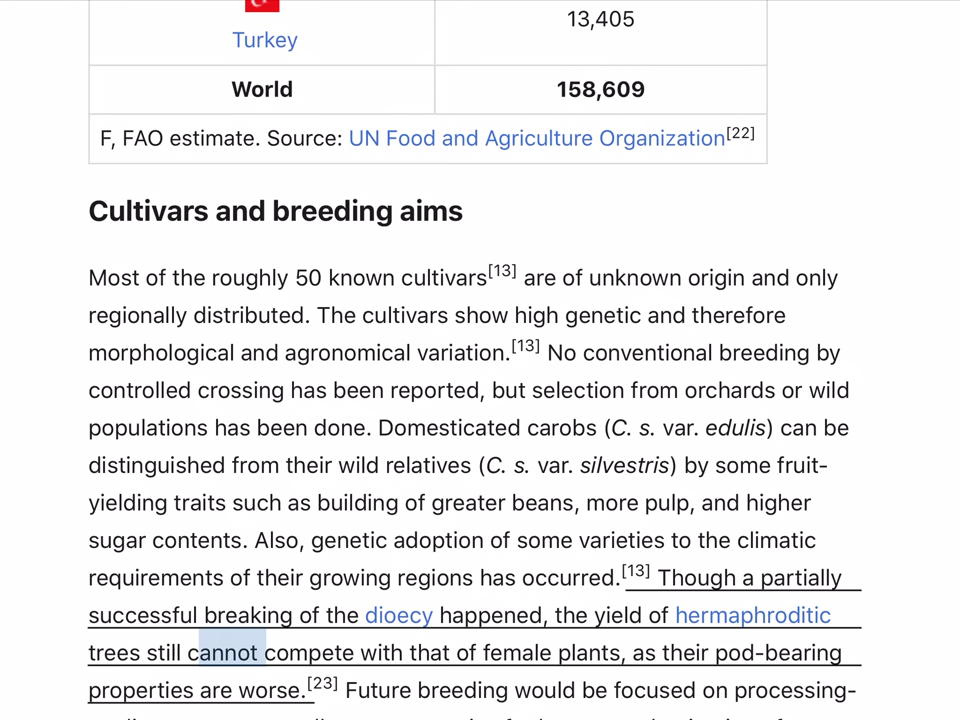 13,405
Turkey
World 158,609
F, FAO estimate. Source: UN Food and Agriculture Organization[22]
Cultivars and breeding aims
Most of the roughly 50 known cultivars[13] are of unknown origin and only
regionally distributed. The cultivars show high genetic and therefore
morphological and agronomical variation.[13] No conventional breeding by
controlled crossing has been reported, but selection from orchards or wild
populations has been done. Domesticated carobs (C. s. var. edulis) can be
distinguished from their wild relatives (C. s. var. silvestris) by some fruit-
yielding traits such as building of greater beans, more pulp, and higher
sugar contents. Also, genetic adoption of some varieties to the climatic
requirements of their growing regions has occurred.[13] Though a partially
successful breaking of the dioecy happened, the yield of hermaphroditic
trees still cannot compete with that of female plants, as their pod-bearing
properties are worse.[23] Future breeding would be focused on processing-